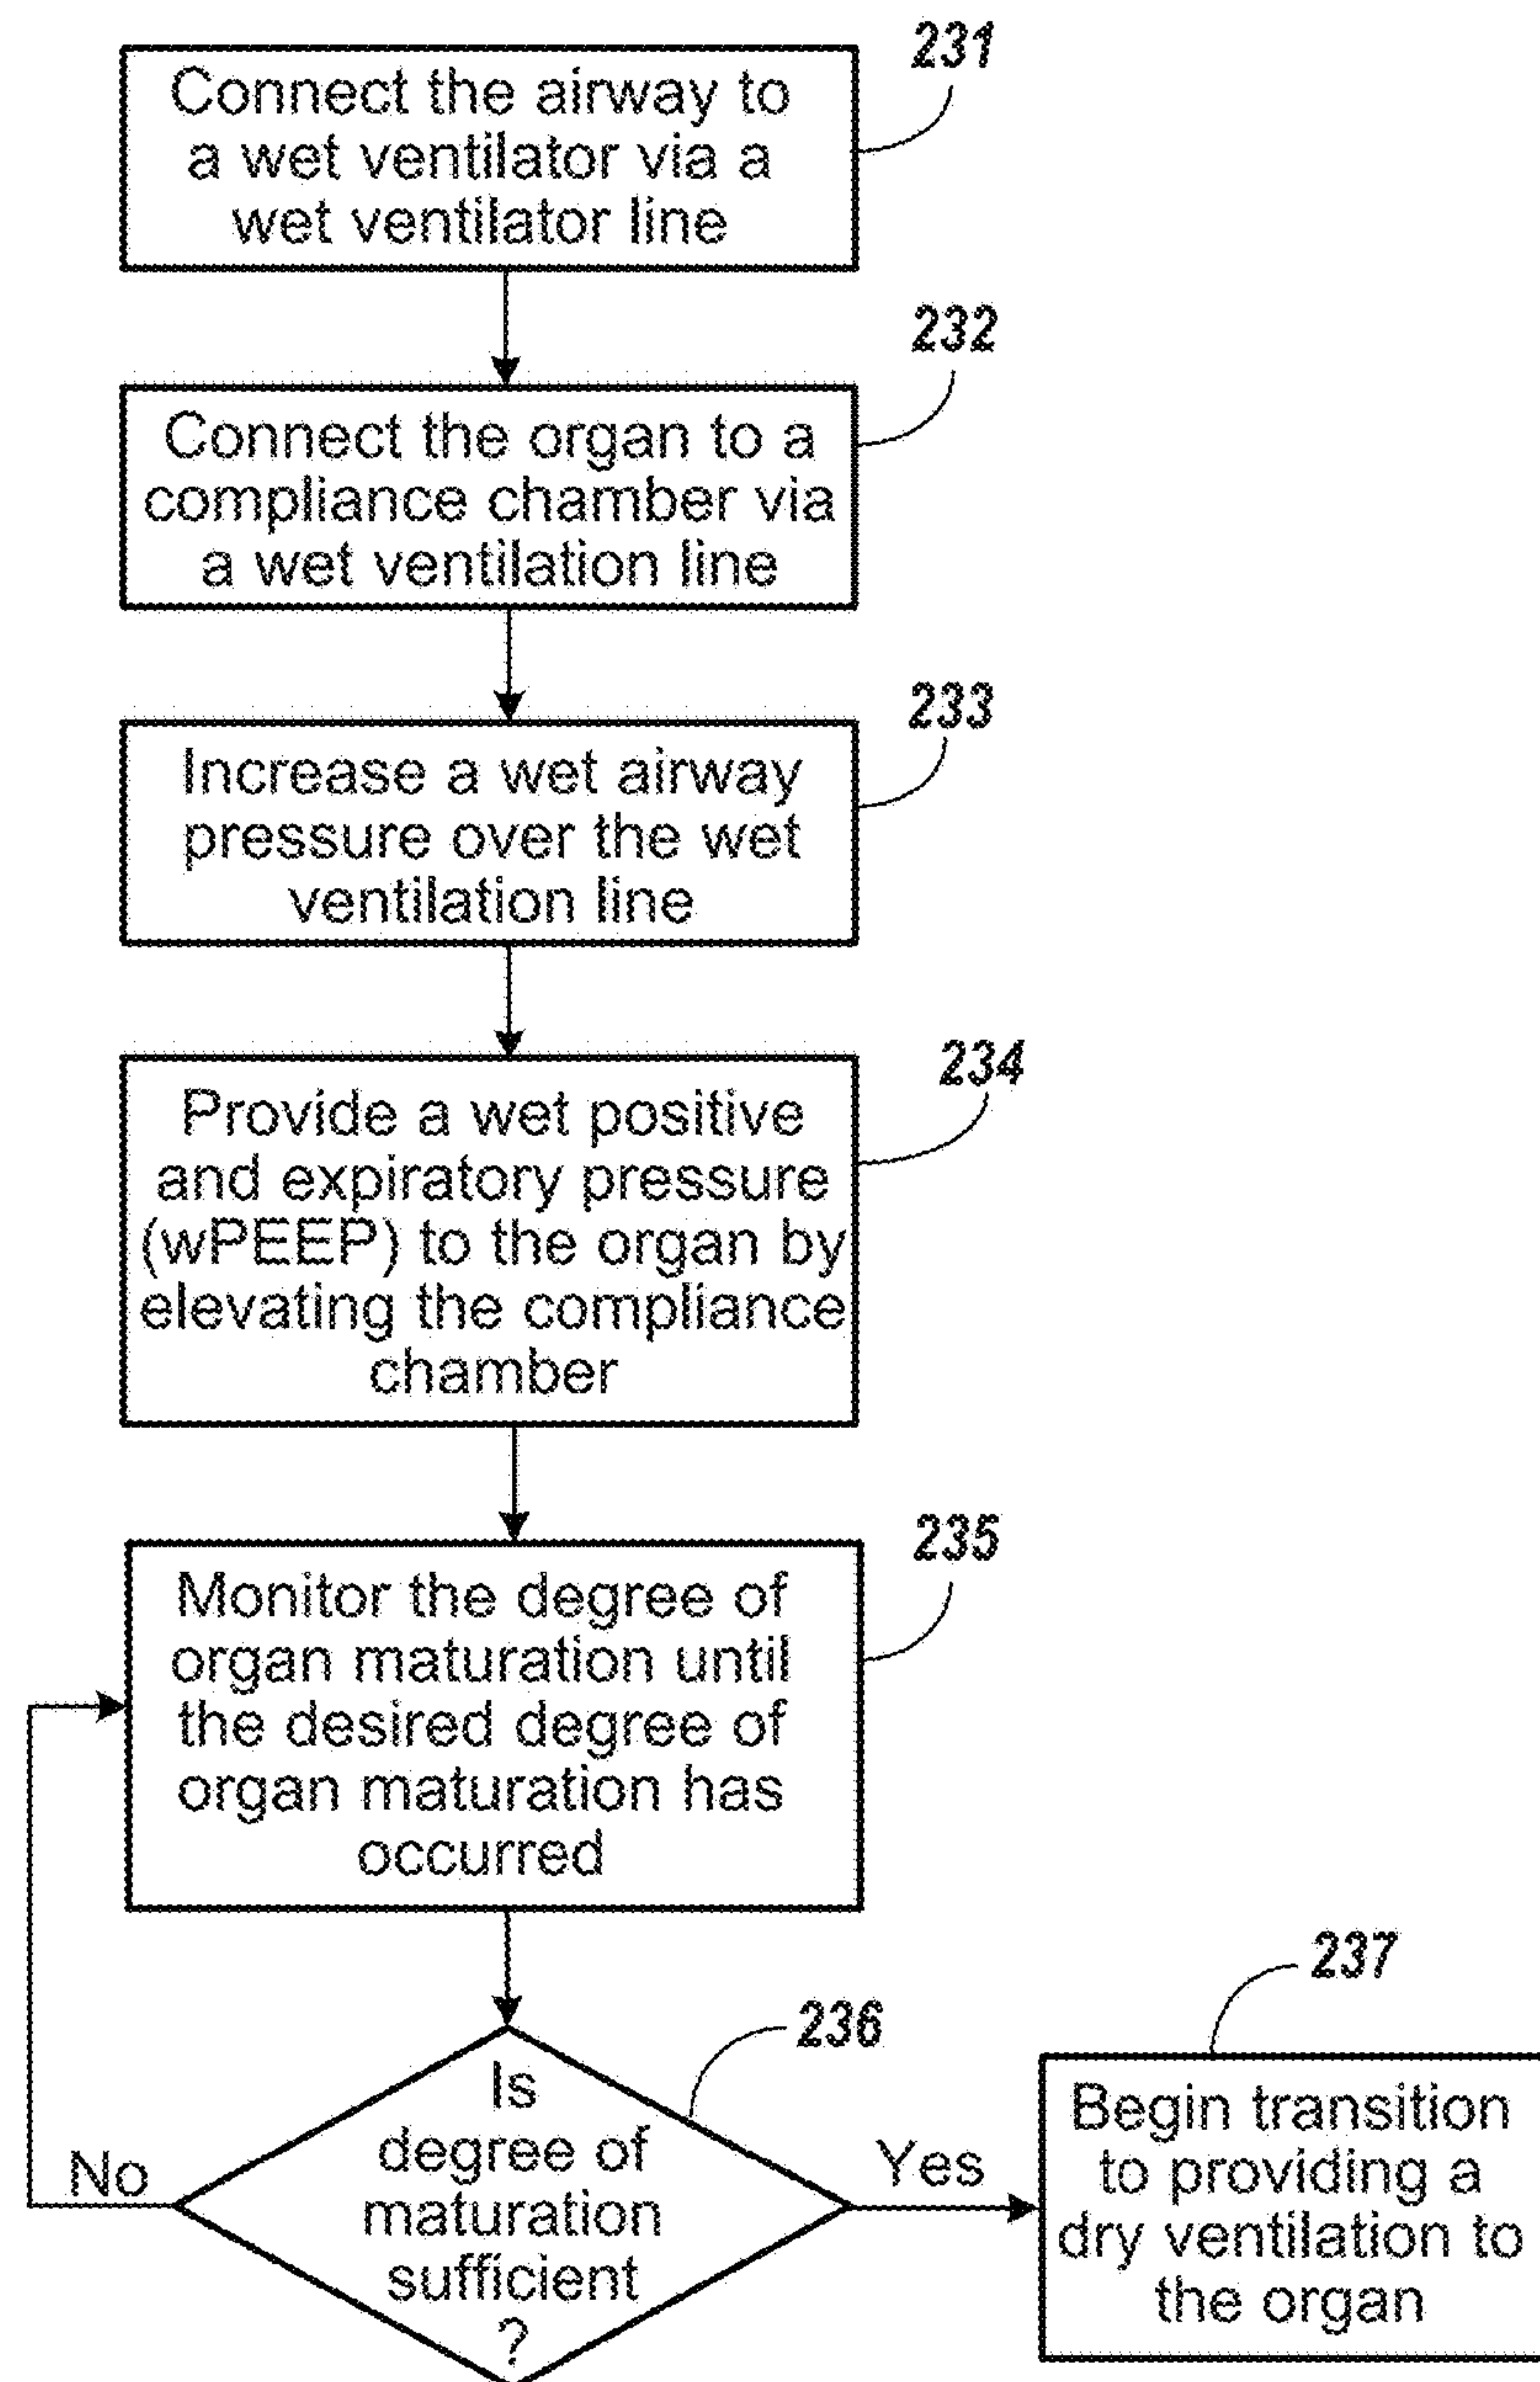 231
Connect the airway to
a wet ventilator via a
wet ventilator line
232
Connect the organ to a
compliance chamber via
a wet ventilation line
233
Increase a wet airway
pressure over the wet
ventilation line
234
Provide a wet positive
and expiratory pressure
(wPEEP) to the organ by
elevating the compliance
chamber
235
Monitor the degree of
organ maturation until
the desired degree of
organ maturation has
occurred
236
Is
degree of
maturation
sufficient
?
No
Yes
237
Begin transition
to providing a
dry ventilation to
the organ